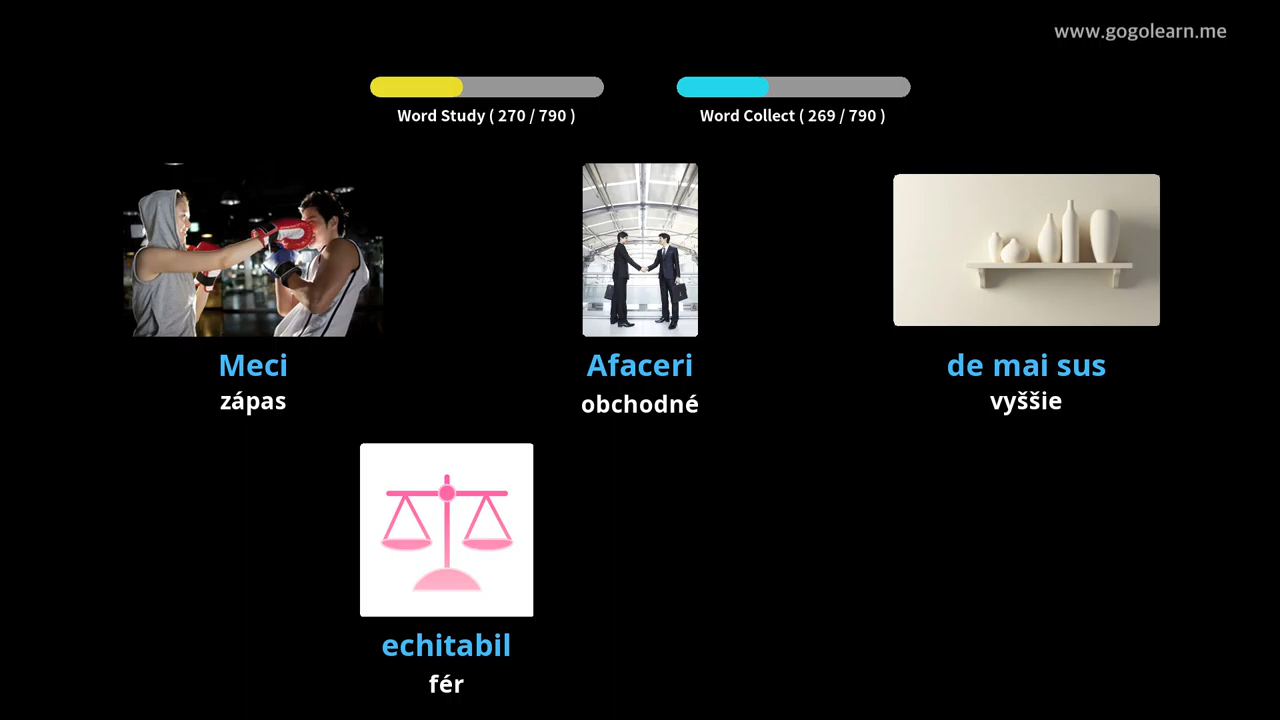 www.gogolearn.me
Word Study ( 270 / 790 )
Word Collect ( 269 / 790 )
Meci
zápas
Afaceri
obchodné
de mai sus
vyššie
echitabil
fér